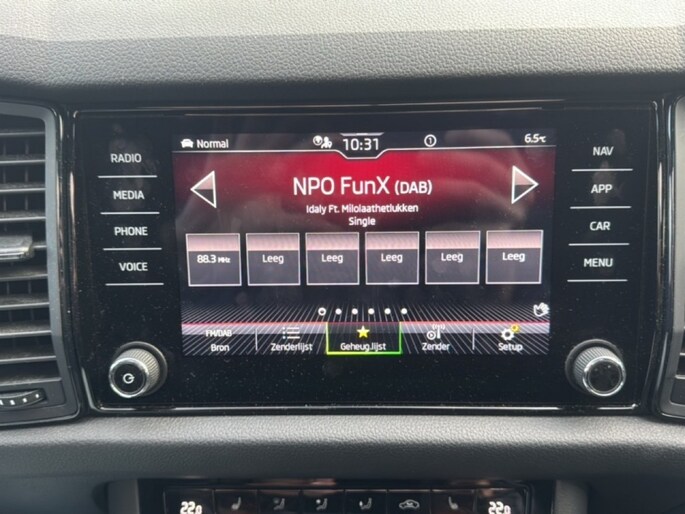 RADIO
MEDIA
PHONE
VOICE
Normal 10:31 1 6.5°C
NPO FunX (DAB)
Idaly Ft. Milolaathetlukken
Single
88.3 MHz Leeg Leeg Leeg Leeg Leeg
FM/DAB
Bron Zenderlijst Geheug.lijst Zender Setup
NAV
APP
CAR
MENU
22.0 22.0